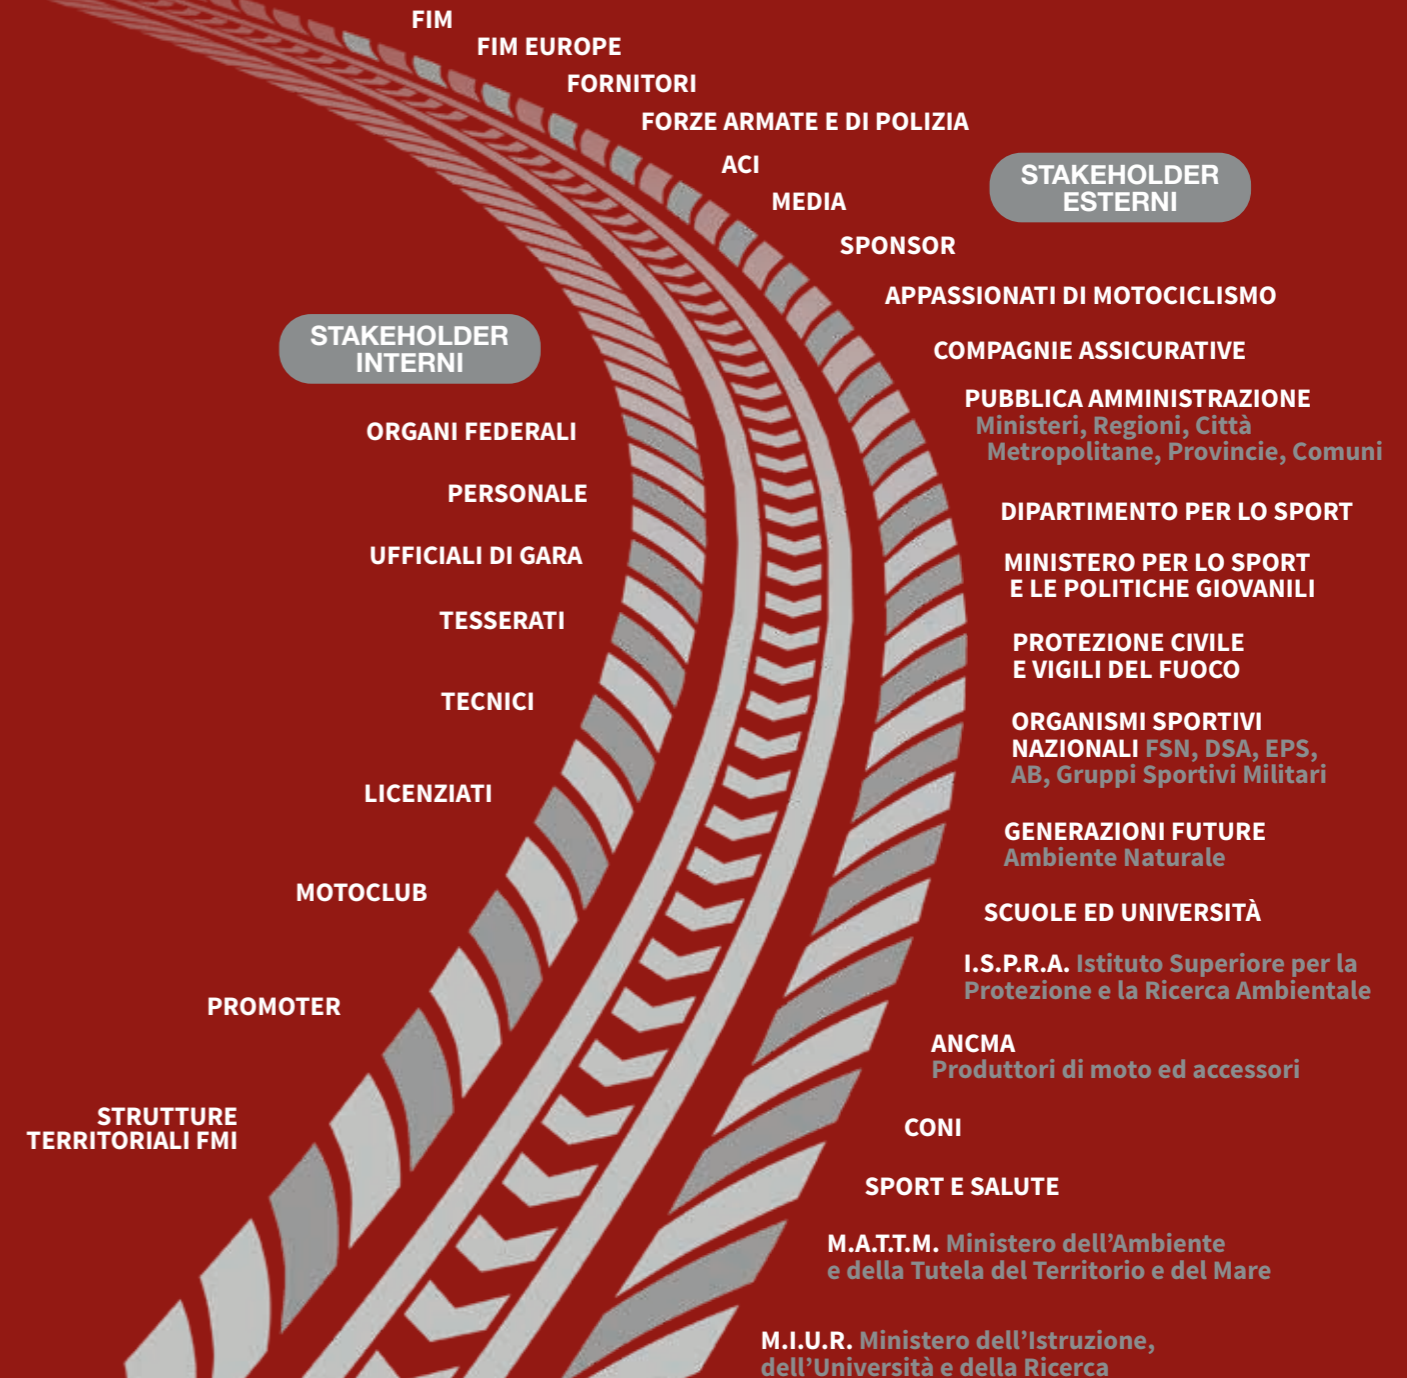 FIM
FIM EUROPE
FORNITORI
FORZE ARMATE E DI POLIZIA
ACI
MEDIA
SPONSOR
STAKEHOLDER
ESTERNI
APPASSIONATI DI MOTOCICLISMO
COMPAGNIE ASSICURATIVE
PUBBLICA AMMINISTRAZIONE
Ministeri, Regioni, Città
Metropolitane, Provincie, Comuni
DIPARTIMENTO PER LO SPORT
MINISTERO PER LO SPORT
E LE POLITICHE GIOVANILI
PROTEZIONE CIVILE
E VIGILI DEL FUOCO
ORGANISMI SPORTIVI
NAZIONALI FSN, DSA, EPS,
AB, Gruppi Sportivi Militari
GENERAZIONI FUTURE
Ambiente Naturale
SCUOLE ED UNIVERSITÀ
I.S.P.R.A. Istituto Superiore per la
Protezione e la Ricerca Ambientale
ANCMA
Produttori di moto ed accessori
CONI
SPORT E SALUTE
M.A.T.T.M. Ministero dell’Ambiente
e della Tutela del Territorio e del Mare
M.I.U.R. Ministero dell’Istruzione,
dell’Università e della Ricerca
STAKEHOLDER
INTERNI
ORGANI FEDERALI
PERSONALE
UFFICIALI DI GARA
TESSERATI
TECNICI
LICENZIATI
MOTOCLUB
PROMOTER
STRUTTURE
TERRITORIALI FMI